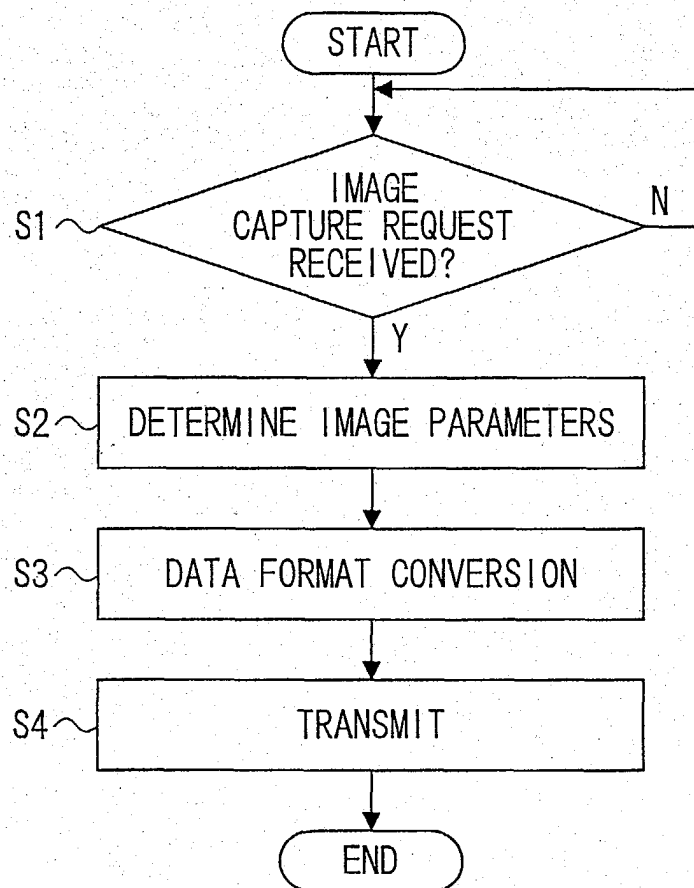 START
S1
IMAGE
CAPTURE REQUEST
RECEIVED?
N
Y
S2
DETERMINE IMAGE PARAMETERS
S3
DATA FORMAT CONVERSION
S4
TRANSMIT
END